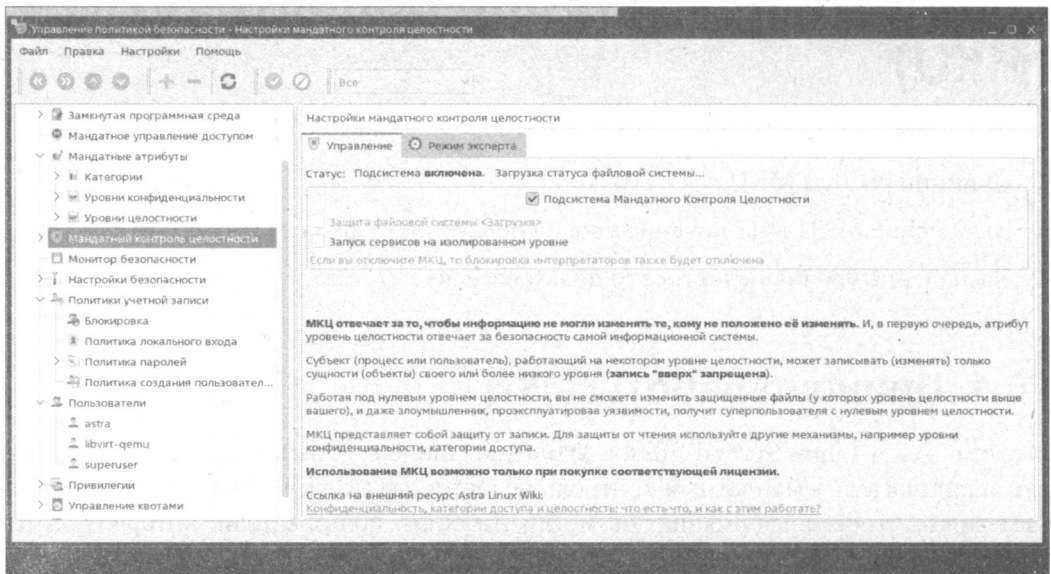 Управление политикой безопасности - Настройки мандатного контроля целостности
Файл Правка Настройки Помощь
Все
Замкнутая программная среда
Мандатное управление доступом
Мандатные атрибуты
Категории
Уровни конфиденциальности
Уровни целостности
Мандатный контроль целостности
Монитор безопасности
Настройки безопасности
Политики учетной записи
Блокировка
Политика локального входа
Политика паролей
Политика создания пользовател...
Пользователи
astra
libvirt-qemu
superuser
Привилегии
Управление квотами
Настройки мандатного контроля целостности
Управление Режим эксперта
Статус: Подсистема включена. Загрузка статуса файловой системы...
Подсистема Мандатного Контроля Целостности
Защита файловой системы <Загрузка>
Запуск сервисов на изолированном уровне
Если вы отключите МКЦ, то блокировка интерпретаторов также будет отключена
МКЦ отвечает за то, чтобы информацию не могли изменять те, кому не положено её изменять. И, в первую очередь, атрибут
уровень целостности отвечает за безопасность самой информационной системы.
Субъект (процесс или пользователь), работающий на некотором уровне целостности, может записывать (изменять) только
сущности (объекты) своего или более низкого уровня (запись "вверх" запрещена).
Работая под нулевым уровнем целостности, вы не сможете изменить защищенные файлы (у которых уровень целостности выше
вашего), и даже злоумышленник, проэксплуатировав уязвимости, получит суперпользователя с нулевым уровнем целостности.
МКЦ представляет собой защиту от записи. Для защиты от чтения используйте другие механизмы, например уровни
конфиденциальности, категории доступа.
Использование МКЦ возможно только при покупке соответствующей лицензии.
Ссылка на внешний ресурс Astra Linux Wiki:
Конфиденциальность, категории доступа и целостность: что есть что, и как с этим работать?